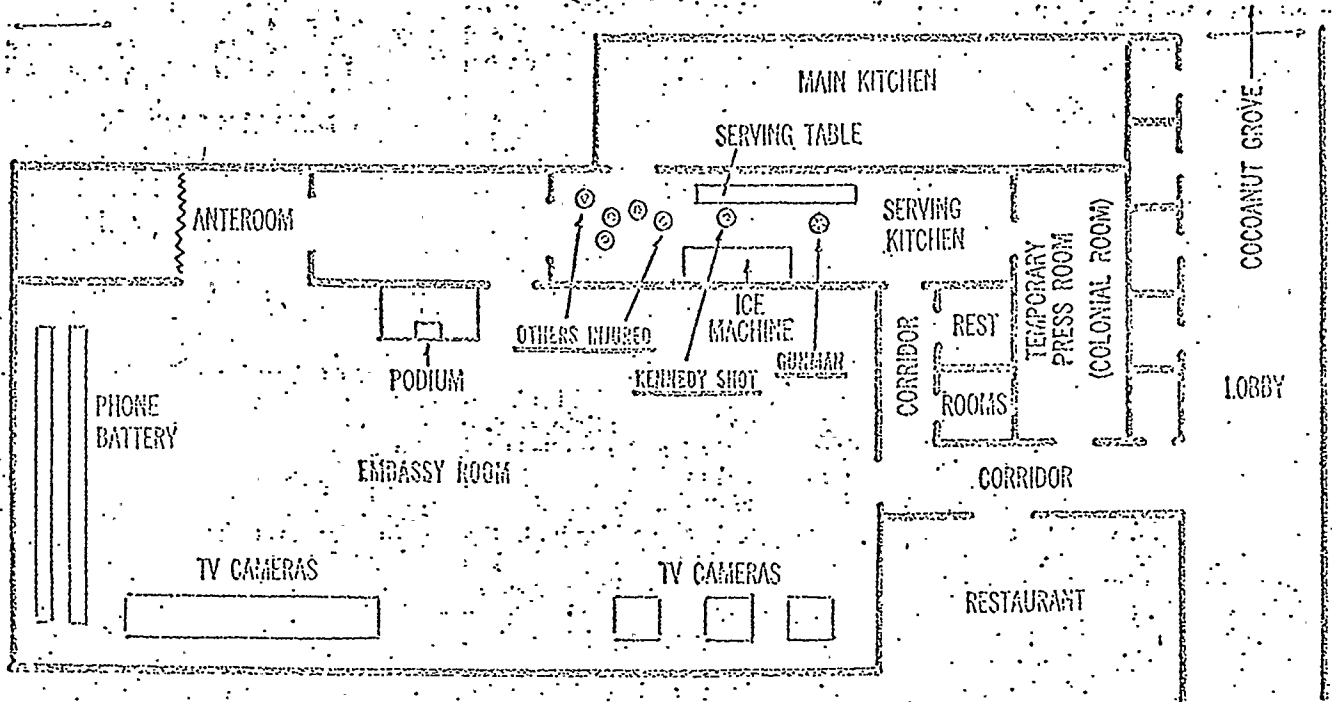 MAIN KITCHEN
SERVING TABLE
COCOANUT GROVE
ANTEROOM
SERVING
KITCHEN
TEMPORARY
PRESS ROOM
(COLONIAL ROOM)
OTHERS INJURED
ICE
MACHINE
KENNEDY SHOT
GUNMAN
CORRIDOR
REST
ROOMS
PODIUM
LOBBY
PHONE
BATTERY
EMBASSY ROOM
CORRIDOR
TV CAMERAS
TV CAMERAS
RESTAURANT